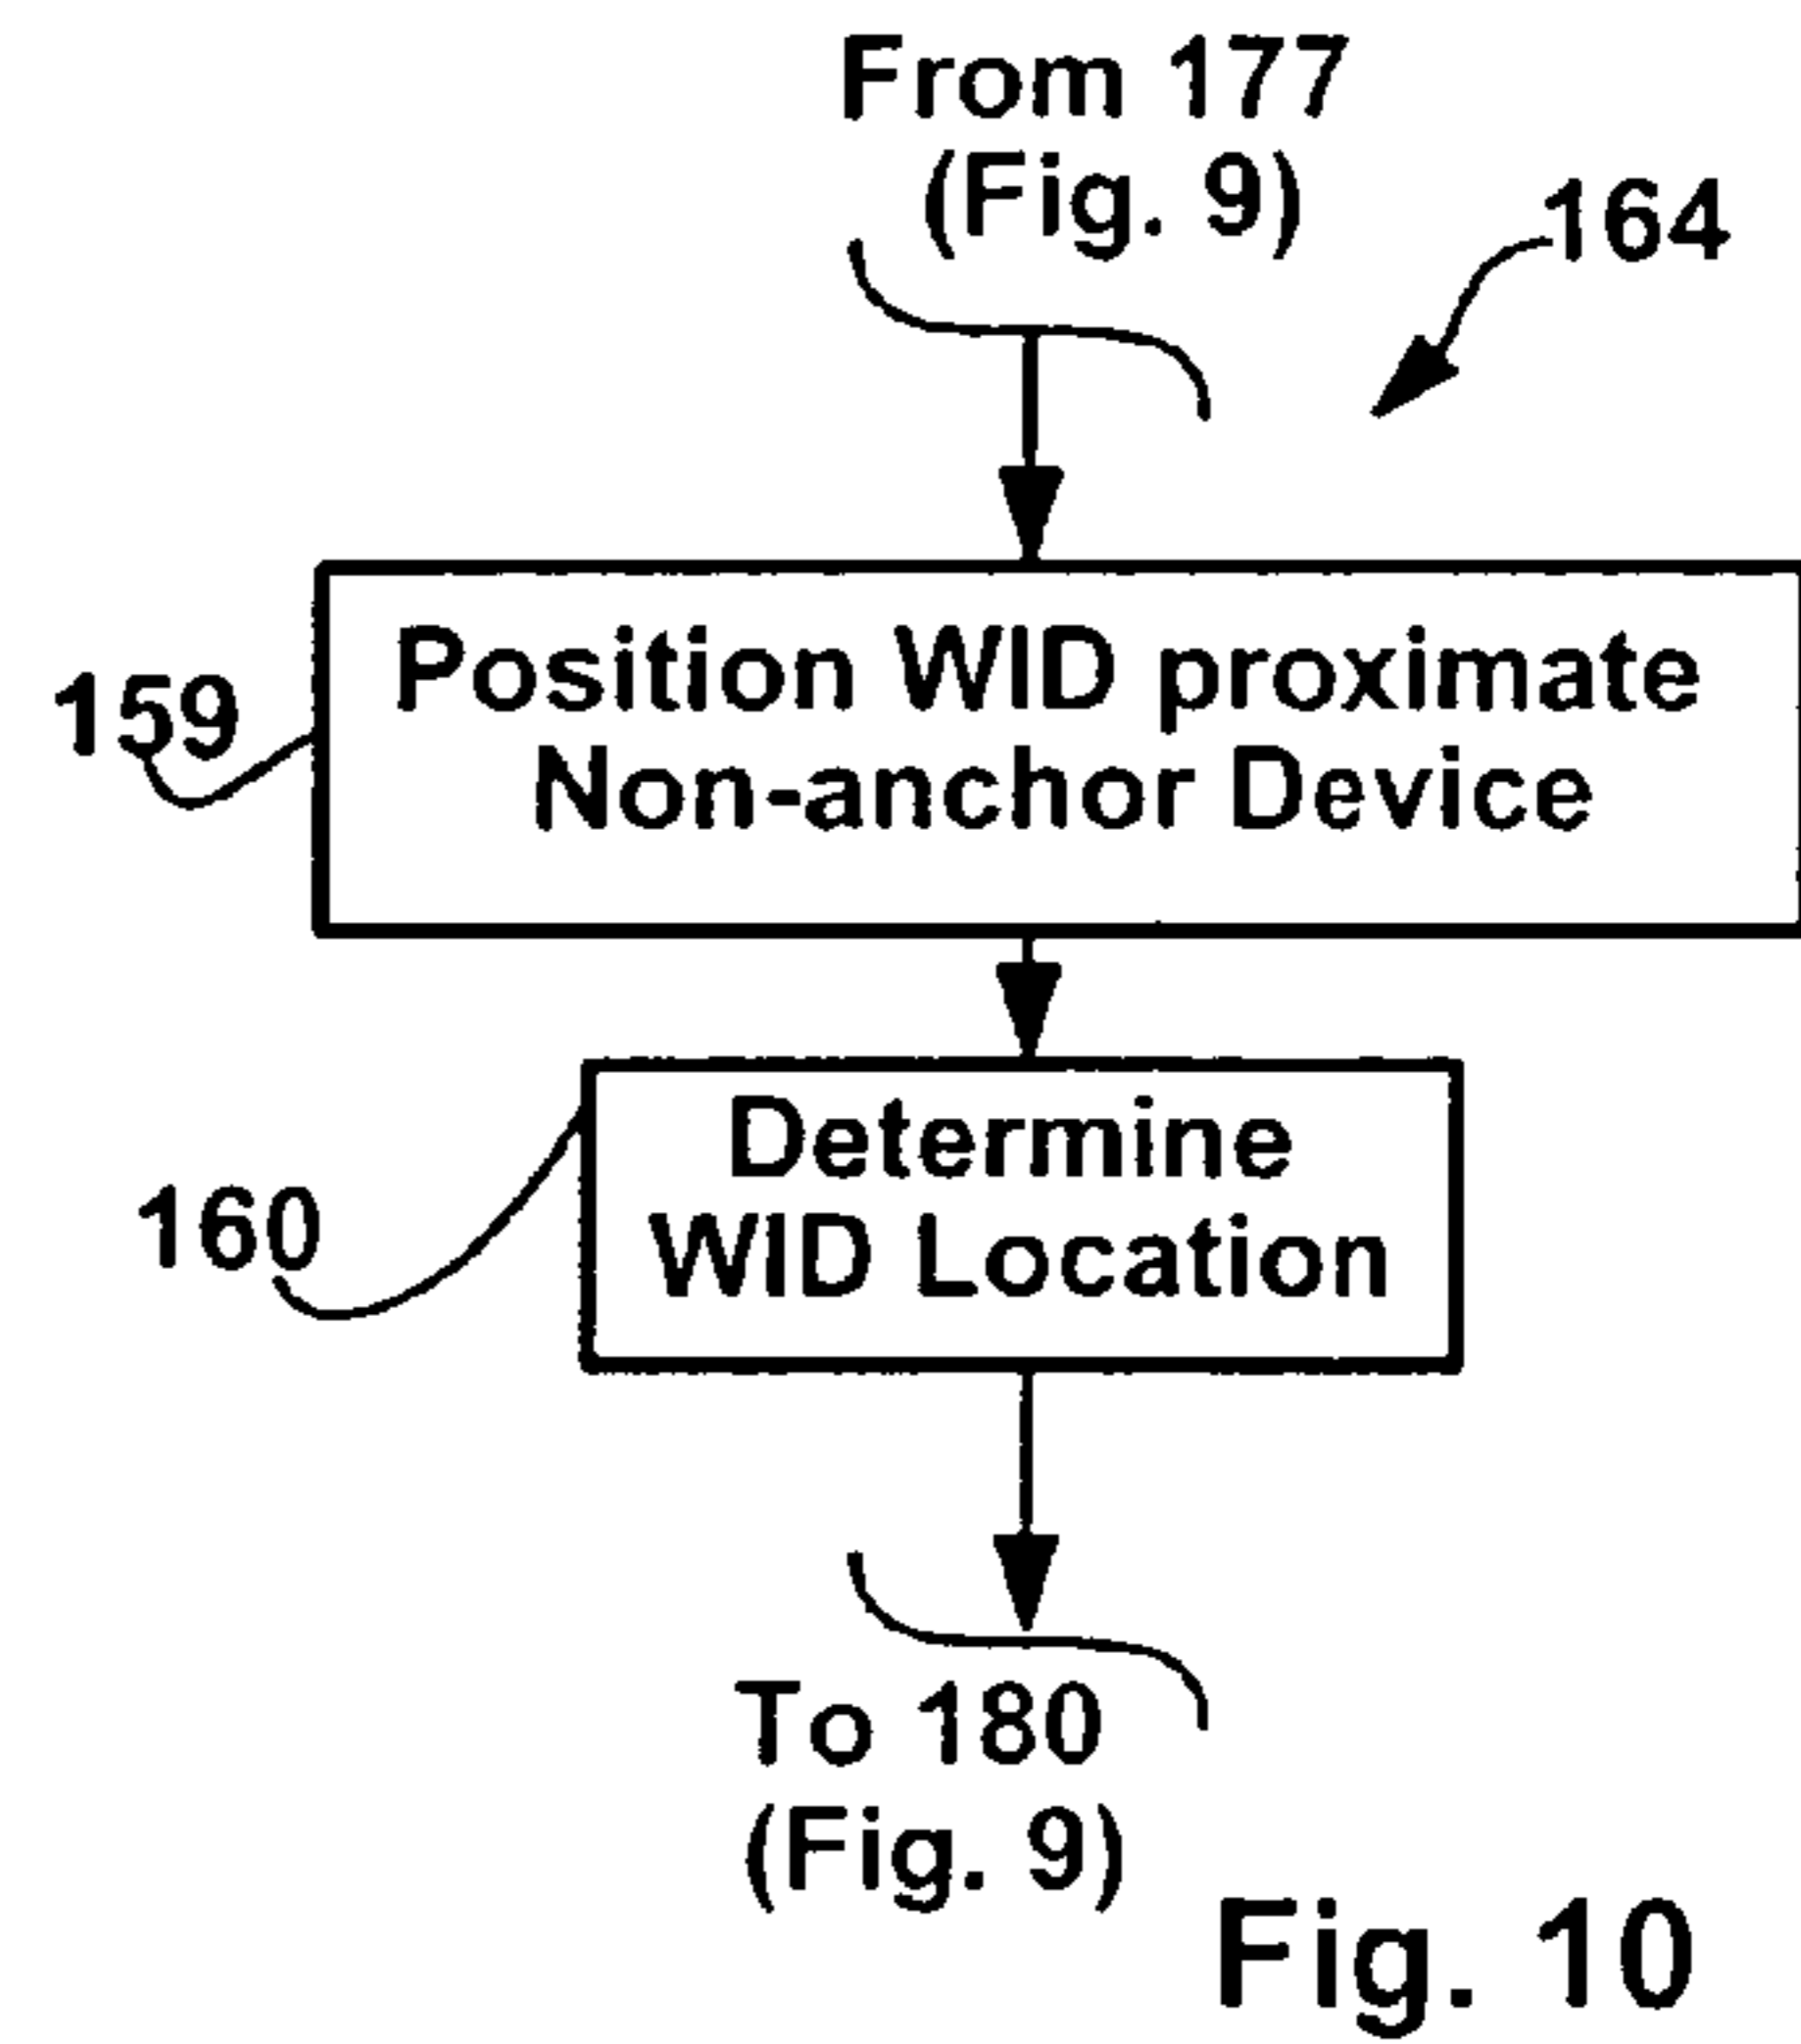 From 177
(Fig. 9)
164
Position WID proximate
Non-anchor Device
159
Determine
WID Location
160
To 180
(Fig. 9)
Fig. 10